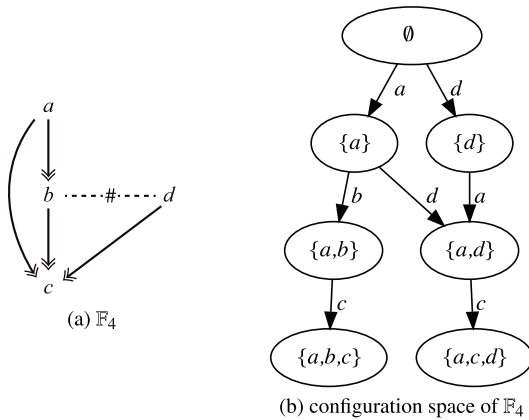 a
b
#
d
c
(a) 𝔽₄
∅
a
d
{a}
{d}
b
d
a
{a,b}
{a,d}
c
c
{a,b,c}
{a,c,d}
(b) configuration space of 𝔽₄